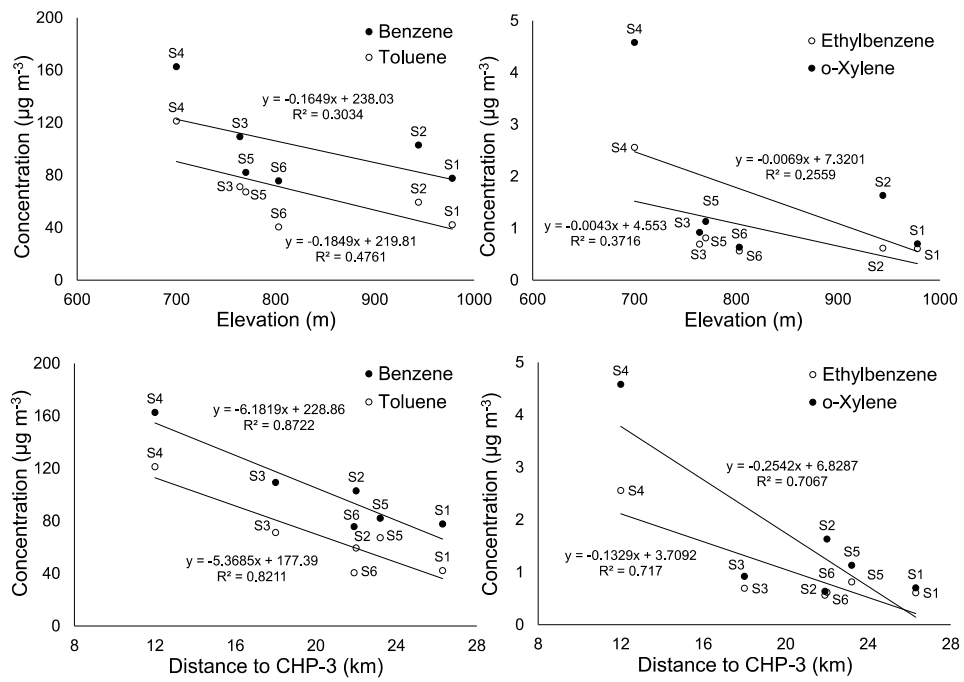 200
160
120
80
40
0
Concentration (µg m⁻³)
Benzene
Toluene
S4
S4
y = -0.1649x + 238.03
R² = 0.3034
S3
S2
S5
S6
S1
S3
S5
S2
S6
S1
y = -0.1849x + 219.81
R² = 0.4761
600 700 800 900 1000
Elevation (m)
5
4
3
2
1
0
Concentration (µg m⁻³)
Ethylbenzene
o-Xylene
S4
S4
y = -0.0069x + 7.3201
R² = 0.2559
S2
S5
S3
S6
S1
y = -0.0043x + 4.553
R² = 0.3716
S5
S3
S6
S2
S1
600 700 800 900 1000
Elevation (m)
200
160
120
80
40
0
Concentration (µg m⁻³)
Benzene
Toluene
S4
y = -6.1819x + 228.86
R² = 0.8722
S4
S3
S2
S5
S1
S6
S3
S2
S5
S6
S1
y = -5.3685x + 177.39
R² = 0.8211
8 12 16 20 24 28
Distance to CHP-3 (km)
5
4
3
2
1
0
Concentration (µg m⁻³)
Ethylbenzene
o-Xylene
S4
S4
y = -0.2542x + 6.8287
R² = 0.7067
S2
S5
y = -0.1329x + 3.7092
R² = 0.717
S3
S6
S5
S1
S3
S2
S6
S1
8 12 16 20 24 28
Distance to CHP-3 (km)